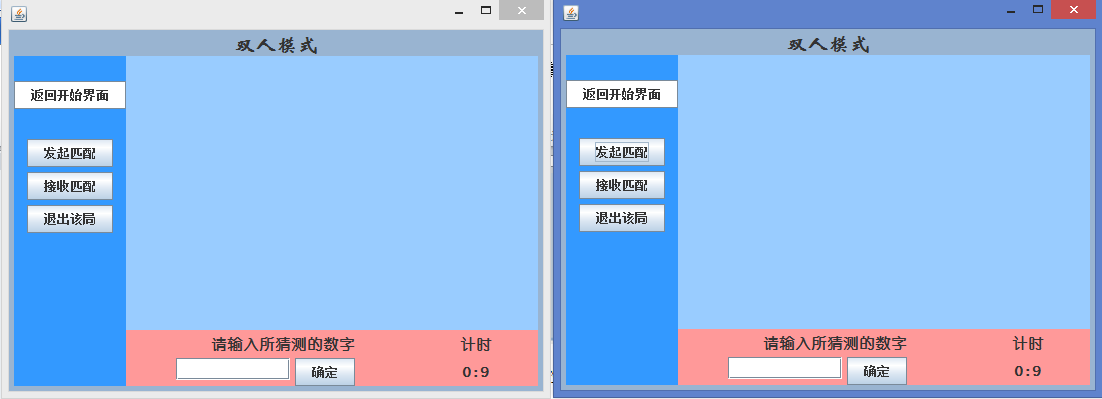 双人模式
返回开始界面
发起匹配
接收匹配
退出该局
请输入所猜测的数字
计时
确定
0:9
双人模式
返回开始界面
发起匹配
接收匹配
退出该局
请输入所猜测的数字
计时
确定
0:9